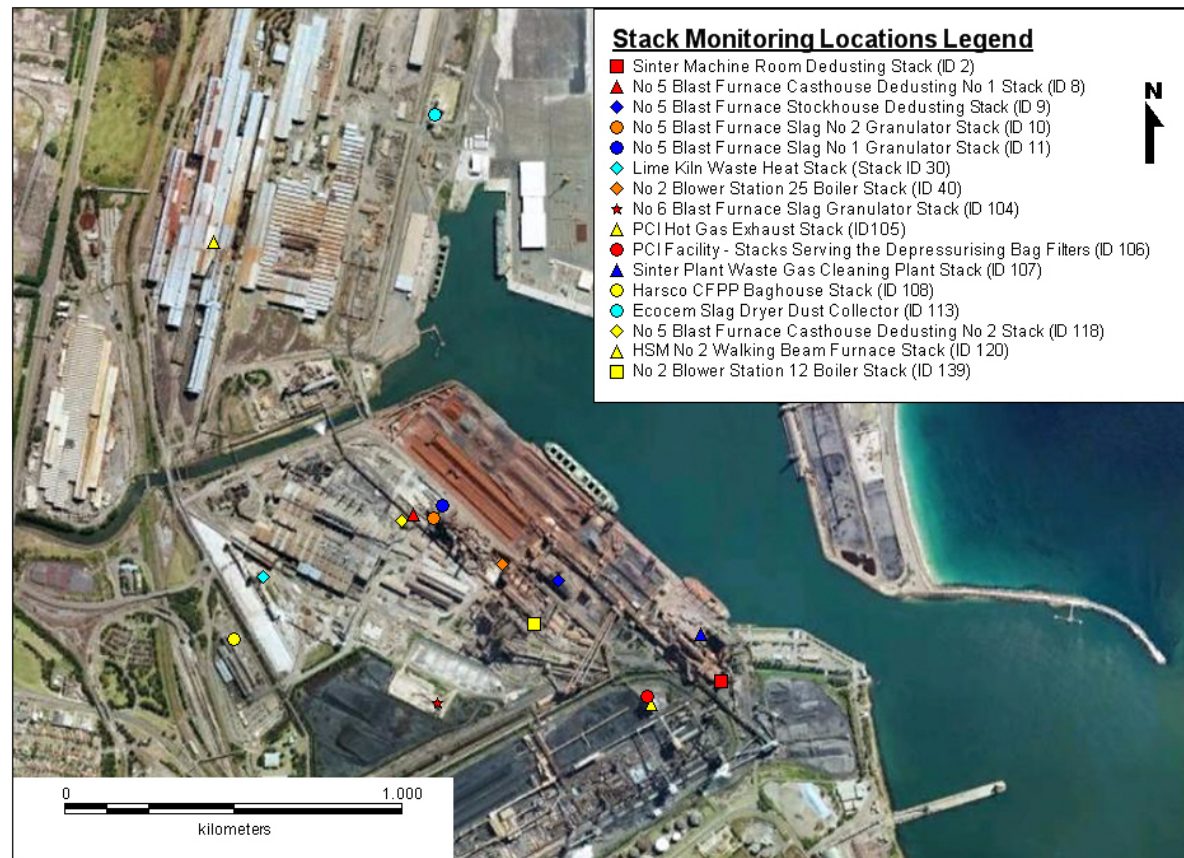 Stack Monitoring Locations Legend
Sinter Machine Room Dedusting Stack (ID 2)
No 5 Blast Furnace Casthouse Dedusting No 1 Stack (ID 8)
No 5 Blast Furnace Stockhouse Dedusting Stack (ID 9)
No 5 Blast Furnace Slag No 2 Granulator Stack (ID 10)
No 5 Blast Furnace Slag No 1 Granulator Stack (ID 11)
Lime Kiln Waste Heat Stack (Stack ID 30)
No 2 Blower Station 25 Boiler Stack (ID 40)
No 6 Blast Furnace Slag Granulator Stack (ID 104)
PCI Hot Gas Exhaust Stack (ID105)
PCI Facility - Stacks Serving the Depressurising Bag Filters (ID 106)
Sinter Plant Waste Gas Cleaning Plant Stack (ID 107)
Harsco CFPP Baghouse Stack (ID 108)
Ecocem Slag Dryer Dust Collector (ID 113)
No 5 Blast Furnace Casthouse Dedusting No 2 Stack (ID 118)
HSM No 2 Walking Beam Furnace Stack (ID 120)
No 2 Blower Station 12 Boiler Stack (ID 139)
N
0 1.000
kilometers